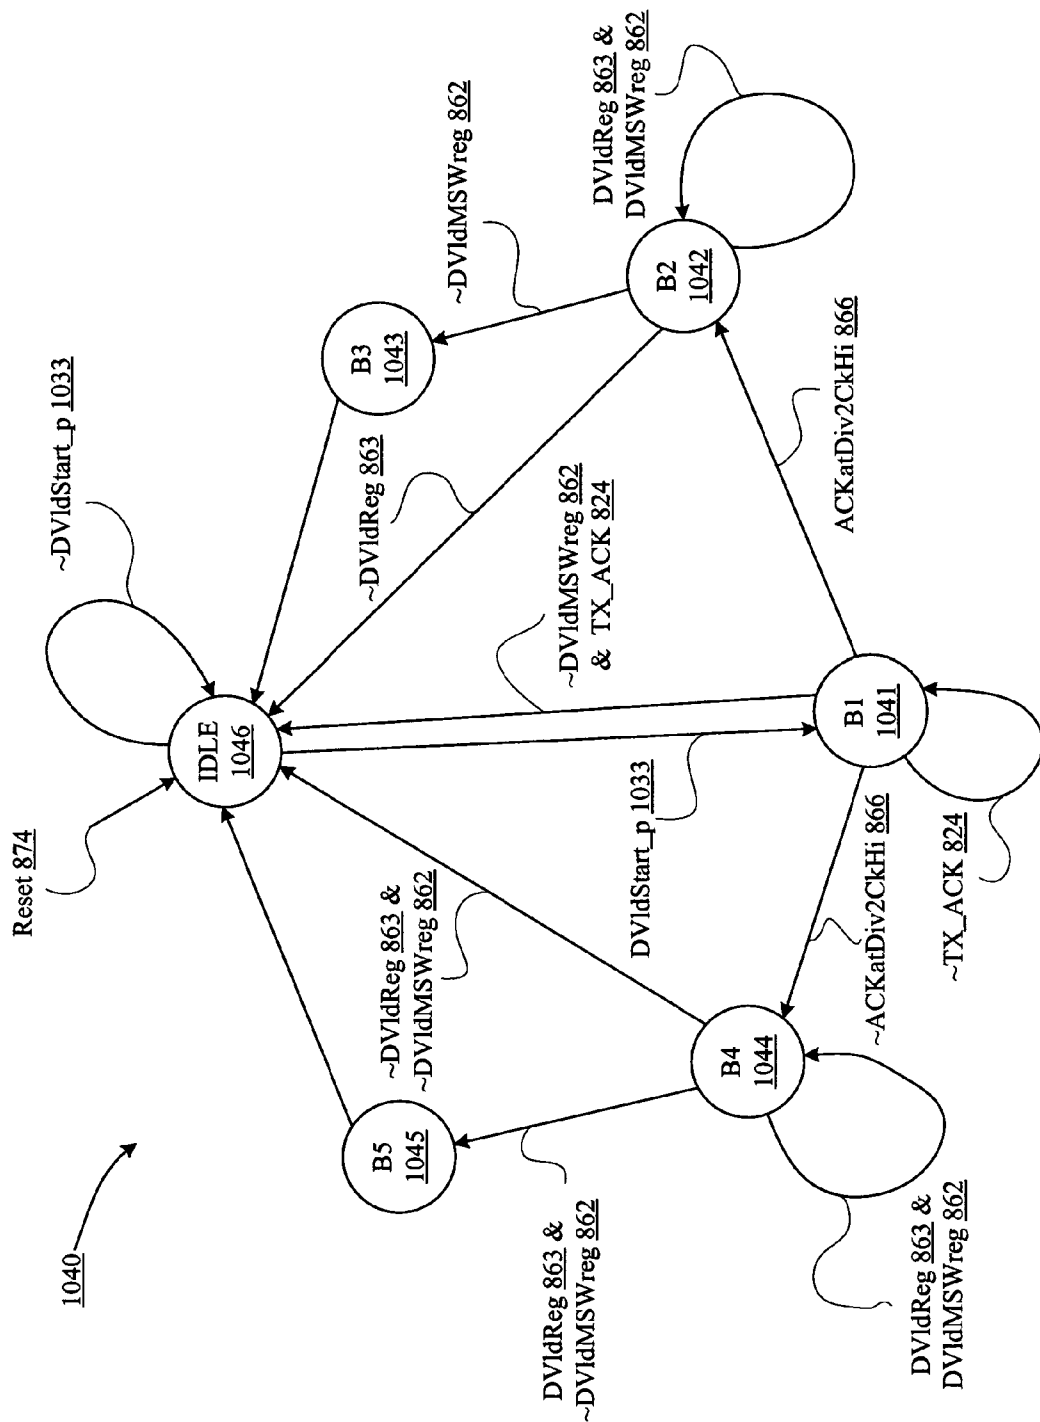 1040
Reset 874
~DVldStart_p 1033
IDLE
1046
B5
1045
B3
1043
~DVldMSWreg 862
~DVldReg 863 &
~DVldMSWreg 862
~DVldReg 863
DVldReg 863 &
~DVldMSWreg 862
DVldStart_p 1033
~DVldMSWreg 862
& TX_ACK 824
DVldReg 863 &
DVldMSWreg 862
B4
1044
B2
1042
B1
1041
~ACKatDiv2CkHi 866
ACKatDiv2CkHi 866
DVldReg 863 &
DVldMSWreg 862
~TX_ACK 824